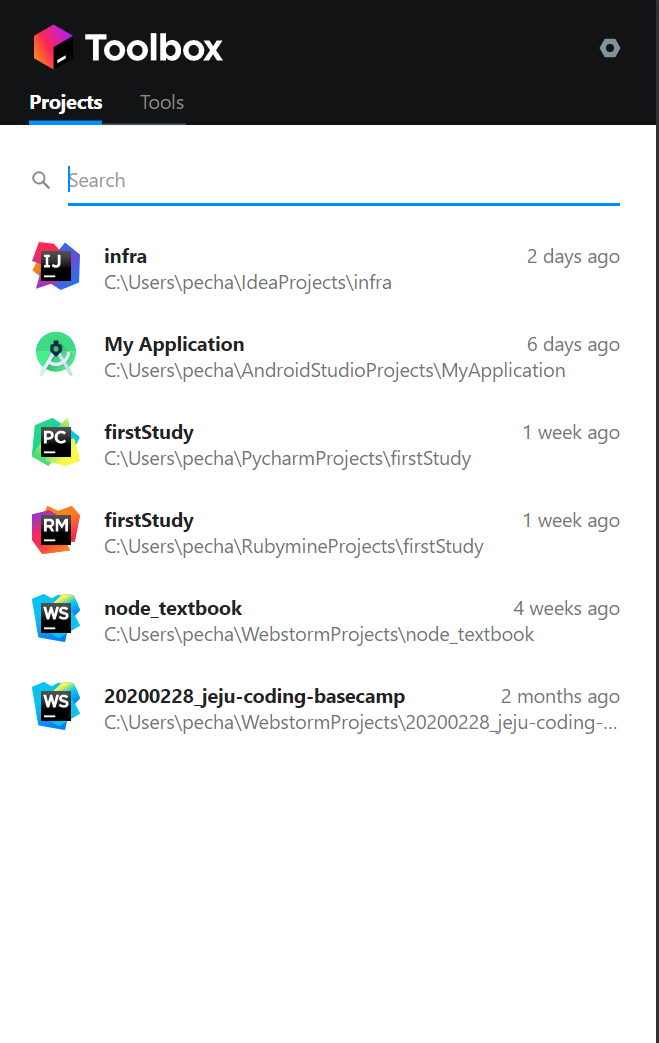 Toolbox
Projects Tools
Search
IJ infra 2 days ago
C:\Users\pecha\IdeaProjects\infra
My Application 6 days ago
C:\Users\pecha\AndroidStudioProjects\MyApplication
PC firstStudy 1 week ago
C:\Users\pecha\PycharmProjects\firstStudy
RM firstStudy 1 week ago
C:\Users\pecha\RubymineProjects\firstStudy
WS node_textbook 4 weeks ago
C:\Users\pecha\WebstormProjects\node_textbook
WS 20200228_jeju-coding-basecamp 2 months ago
C:\Users\pecha\WebstormProjects\20200228_jeju-coding-...